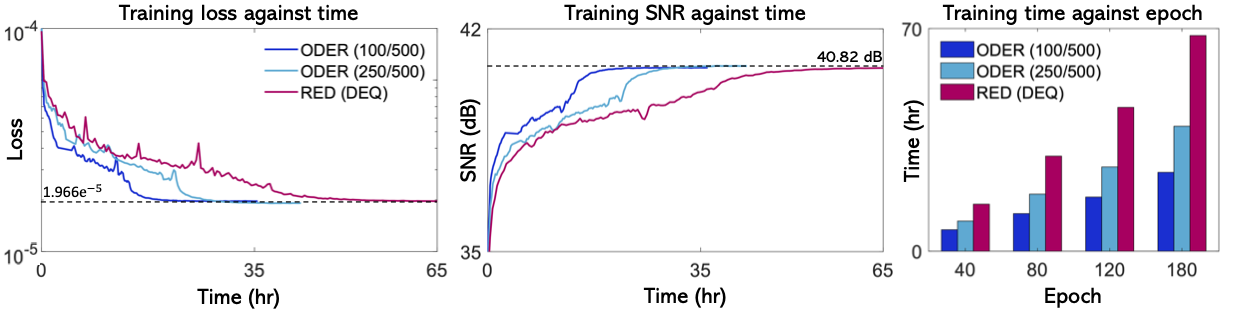 Training loss against time
10⁻⁴
ODER (100/500)
ODER (250/500)
RED (DEQ)
Loss
1.966e⁻⁵
10⁻⁵
0
35
65
Time (hr)
Training SNR against time
42
40.82 dB
SNR (dB)
35
0
35
65
Time (hr)
Training time against epoch
70
ODER (100/500)
ODER (250/500)
RED (DEQ)
Time (hr)
0
40
80
120
180
Epoch